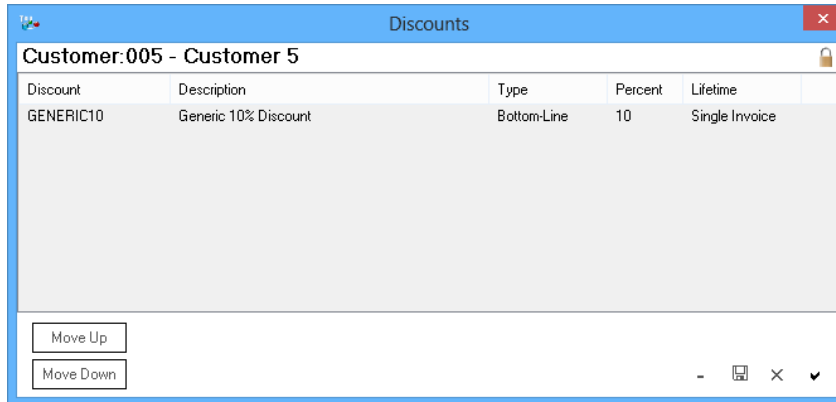 Discounts
Customer:005 - Customer 5
Discount Description Type Percent Lifetime
GENERIC10 Generic 10% Discount Bottom-Line 10 Single Invoice
Move Up
Move Down